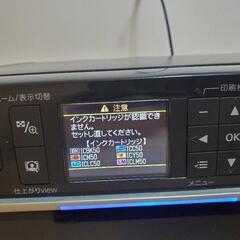 ーム/表示切替
印刷枚
⚠ 注意
インクカートリッジが認識できません。
セットし直してください。
【インクカートリッジ】
BK ICBK50 C ICC50
M ICM50 Y ICY50
LC ICLC50 LM ICLM50
OK
仕上がりview
メニュー